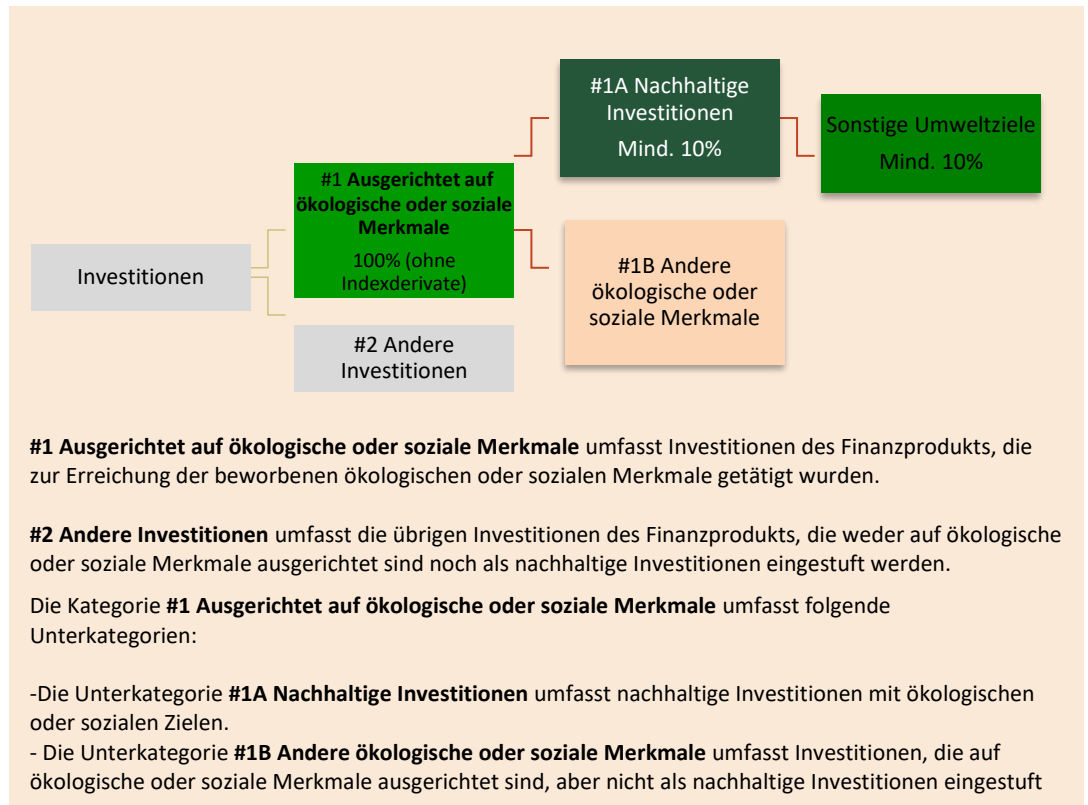 #1A Nachhaltige
Investitionen
Mind. 10%
Sonstige Umweltziele
Mind. 10%
#1 Ausgerichtet auf
ökologische oder soziale
Merkmale
100% (ohne
Indexderivate)
Investitionen
#1B Andere
ökologische oder
soziale Merkmale
#2 Andere
Investitionen
#1 Ausgerichtet auf ökologische oder soziale Merkmale umfasst Investitionen des Finanzprodukts, die
zur Erreichung der beworbenen ökologischen oder sozialen Merkmale getätigt wurden.
#2 Andere Investitionen umfasst die übrigen Investitionen des Finanzprodukts, die weder auf ökologische
oder soziale Merkmale ausgerichtet sind noch als nachhaltige Investitionen eingestuft werden.
Die Kategorie #1 Ausgerichtet auf ökologische oder soziale Merkmale umfasst folgende
Unterkategorien:
-Die Unterkategorie #1A Nachhaltige Investitionen umfasst nachhaltige Investitionen mit ökologischen
oder sozialen Zielen.
- Die Unterkategorie #1B Andere ökologische oder soziale Merkmale umfasst Investitionen, die auf
ökologische oder soziale Merkmale ausgerichtet sind, aber nicht als nachhaltige Investitionen eingestuft